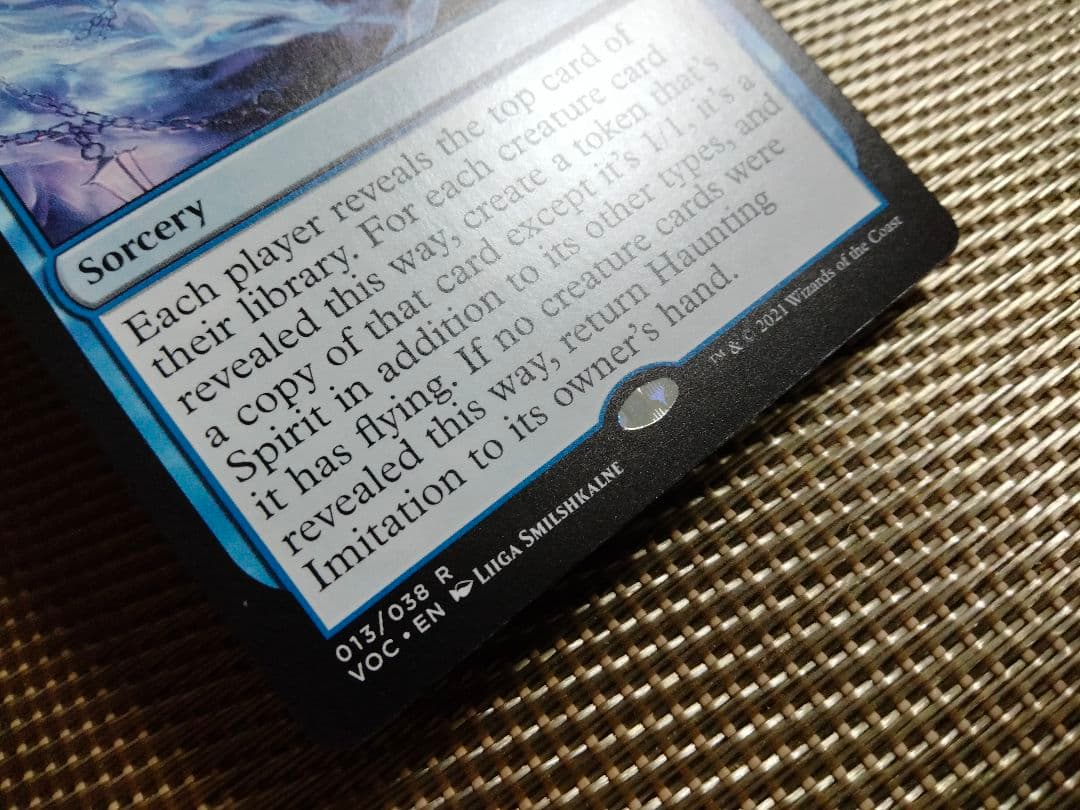 Sorcery
Each player reveals the top card of
their library. For each creature card
revealed this way, create a token that's
a copy of that card except it's 1/1, it's a
Spirit in addition to its other types, and
it has flying. If no creature cards were
revealed this way, return Haunting
Imitation to its owner's hand.
013/038 R
VOC • EN LIIGA SMILSHKALNE
™ & © 2021 Wizards of the Coast